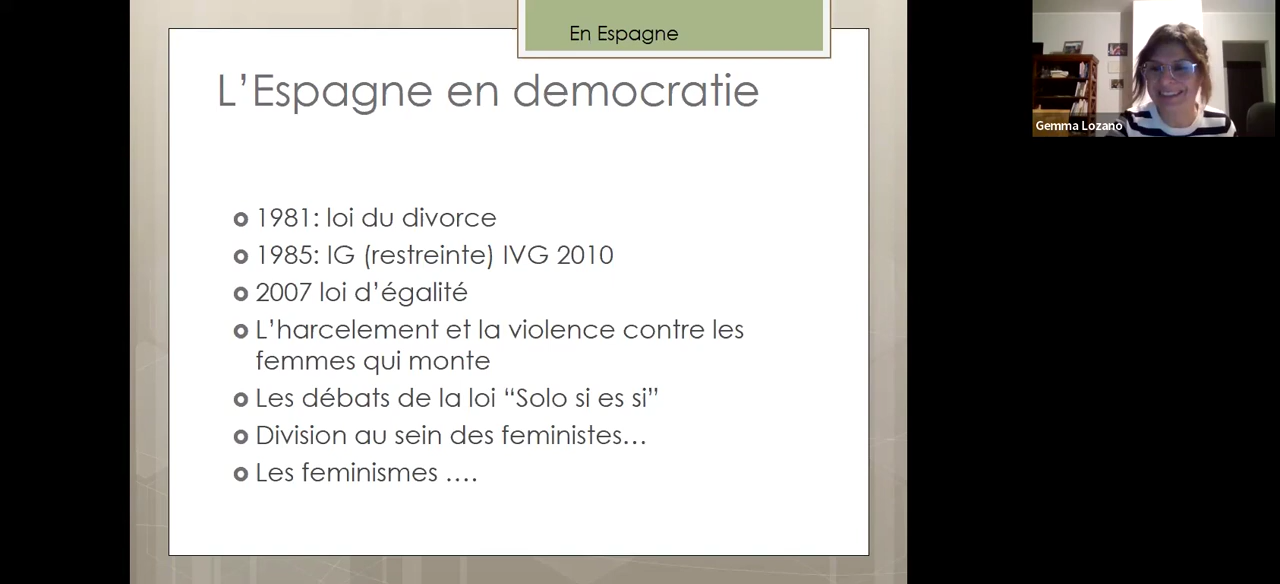 En Espagne
L’Espagne en democratie
1981: loi du divorce
1985: IG (restreinte) IVG 2010
2007 loi d’égalité
L’harcelement et la violence contre les
femmes qui monte
Les débats de la loi “Solo si es si”
Division au sein des feministes…
Les feminismes ….
Gemma Lozano